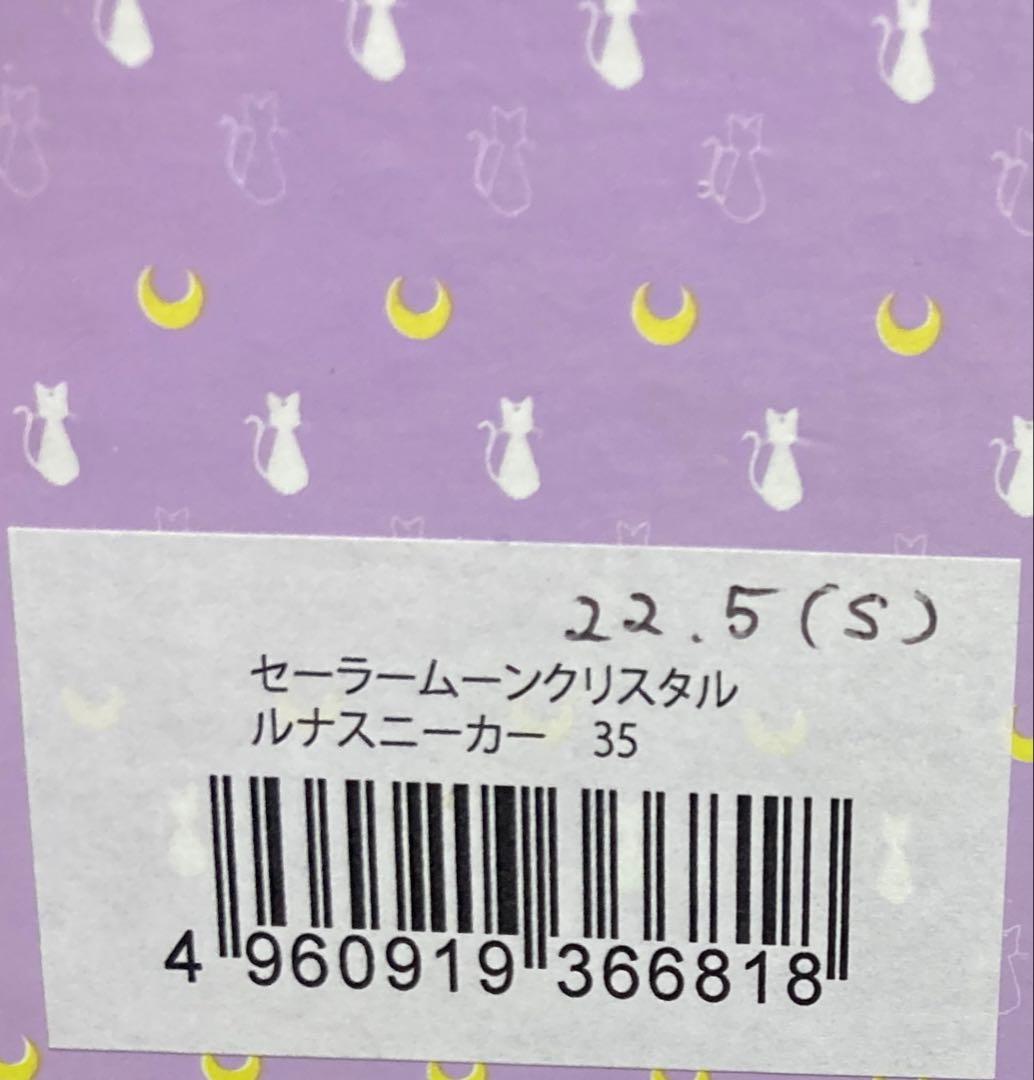 22.5(S)
セーラームーンクリスタル
ルナスニーカー　35
4 960919 366818